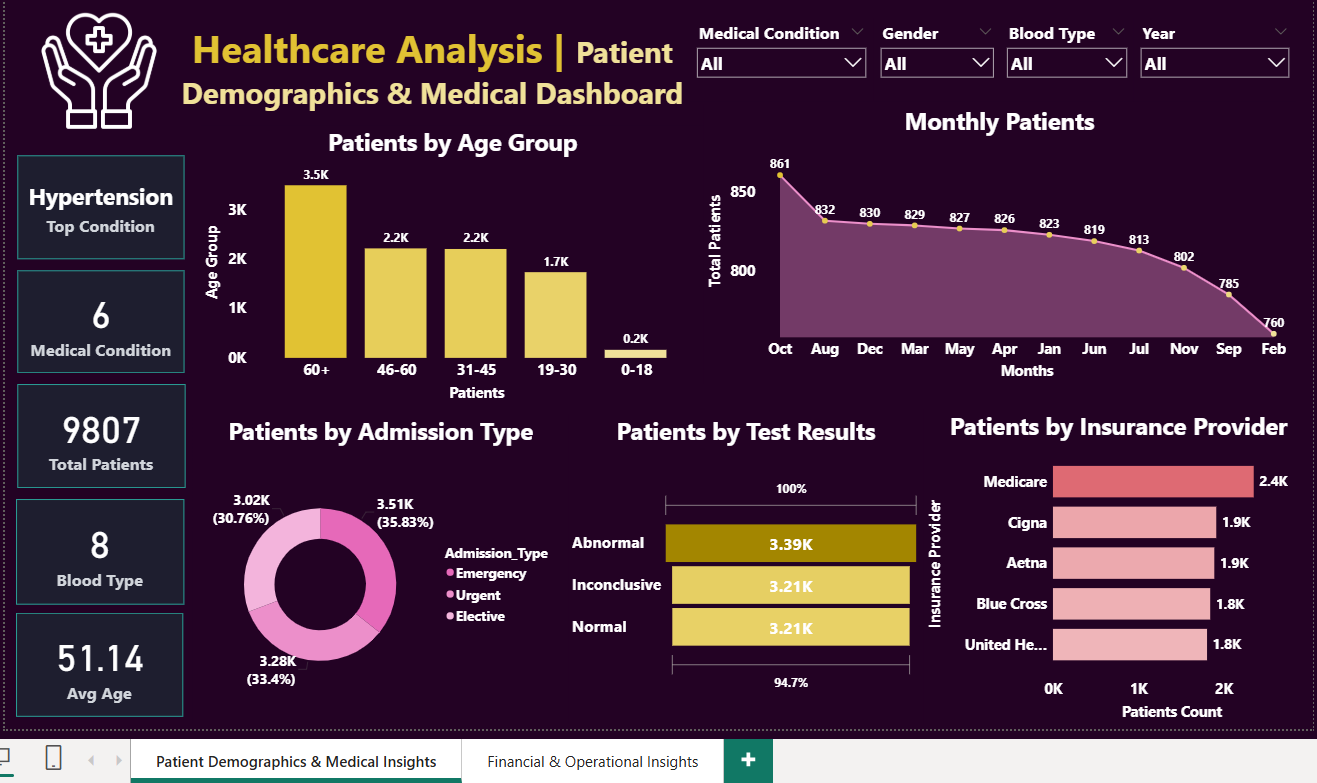 Healthcare Analysis | Patient
Demographics & Medical Dashboard
Medical Condition
All
Gender
All
Blood Type
All
Year
All
Hypertension
Top Condition
6
Medical Condition
9807
Total Patients
8
Blood Type
51.14
Avg Age
Patients by Age Group
Age Group
3K
2K
1K
0K
3.5K
2.2K
2.2K
1.7K
0.2K
60+
46-60
31-45
19-30
0-18
Patients
Monthly Patients
Total Patients
850
800
861
832
830
829
827
826
823
819
813
802
785
760
Oct
Aug
Dec
Mar
May
Apr
Jan
Jun
Jul
Nov
Sep
Feb
Months
Patients by Admission Type
3.02K
(30.76%)
3.51K
(35.83%)
3.28K
(33.4%)
Admission_Type
Emergency
Urgent
Elective
Patients by Test Results
100%
Abnormal
3.39K
Inconclusive
3.21K
Normal
3.21K
94.7%
Patients by Insurance Provider
Insurance Provider
Medicare
2.4K
Cigna
1.9K
Aetna
1.9K
Blue Cross
1.8K
United He...
1.8K
0K
1K
2K
Patients Count
Patient Demographics & Medical Insights
Financial & Operational Insights
+